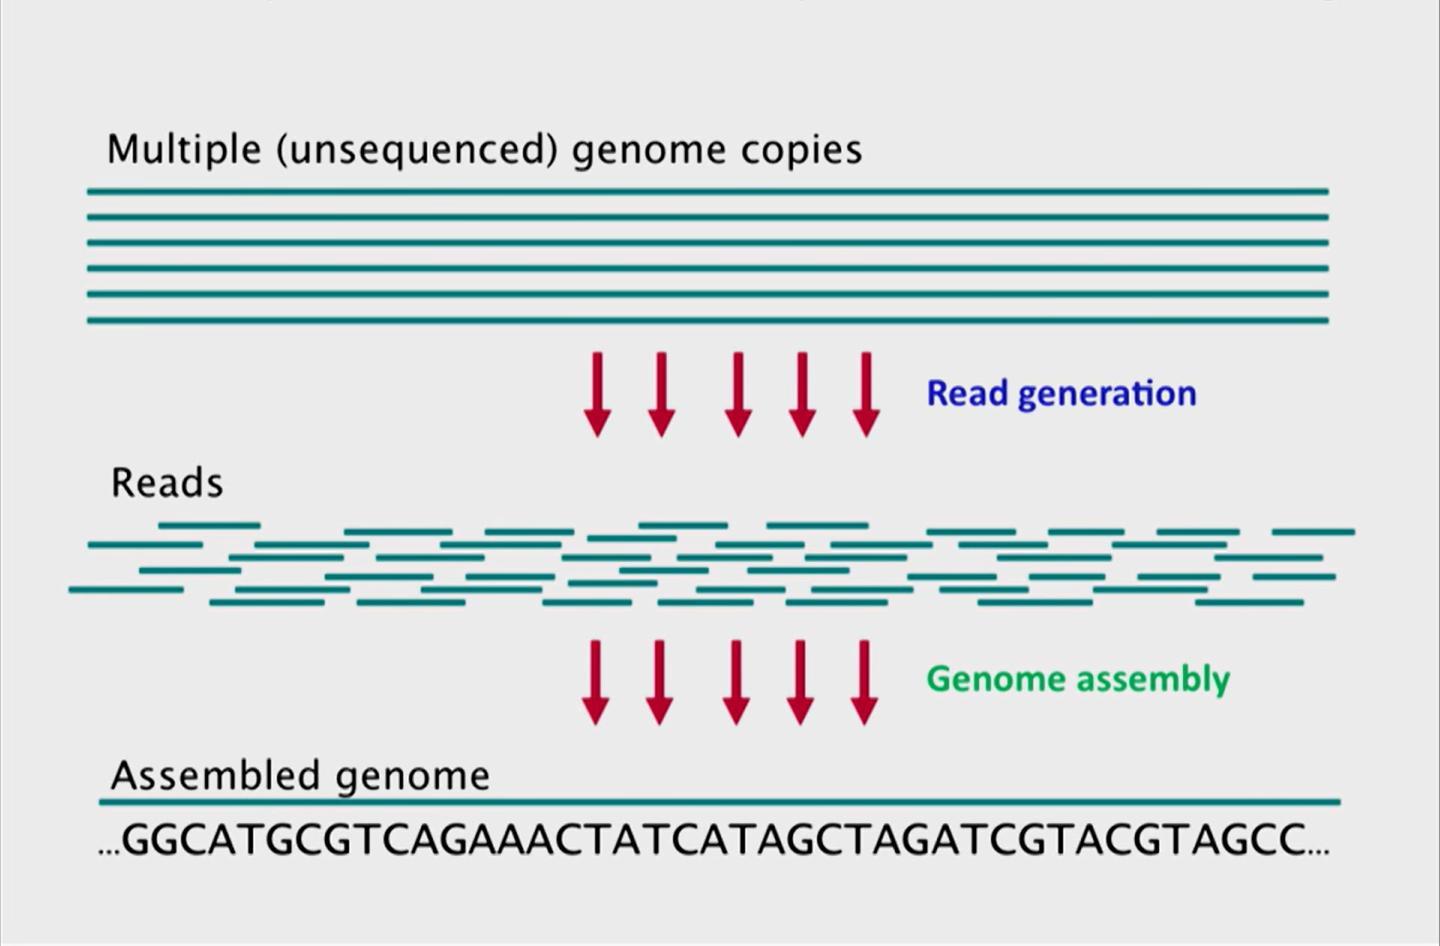 Multiple (unsequenced) genome copies
Read generation
Reads
Genome assembly
Assembled genome
...GGCATGCGTCAGAAACTATCATAGCTAGATCGTACGTAGCC...